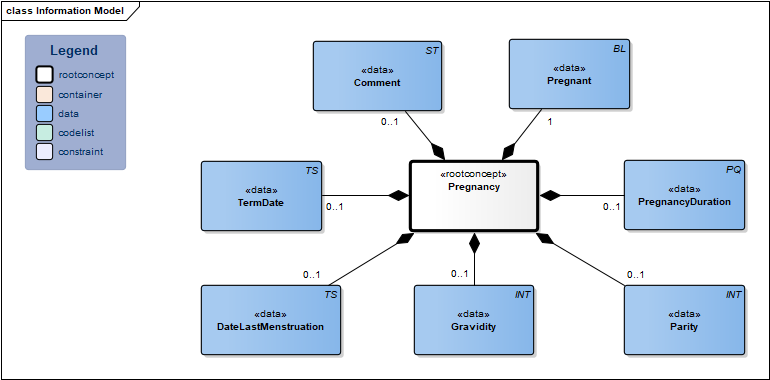 class Information Model
Legend
rootconcept
container
data
codelist
constraint
ST
«data»
Comment
0..1
BL
«data»
Pregnant
1
TS
«data»
TermDate
0..1
«rootconcept»
Pregnancy
PQ
«data»
PregnancyDuration
0..1
0..1
TS
«data»
DateLastMenstruation
0..1
INT
«data»
Gravidity
0..1
INT
«data»
Parity